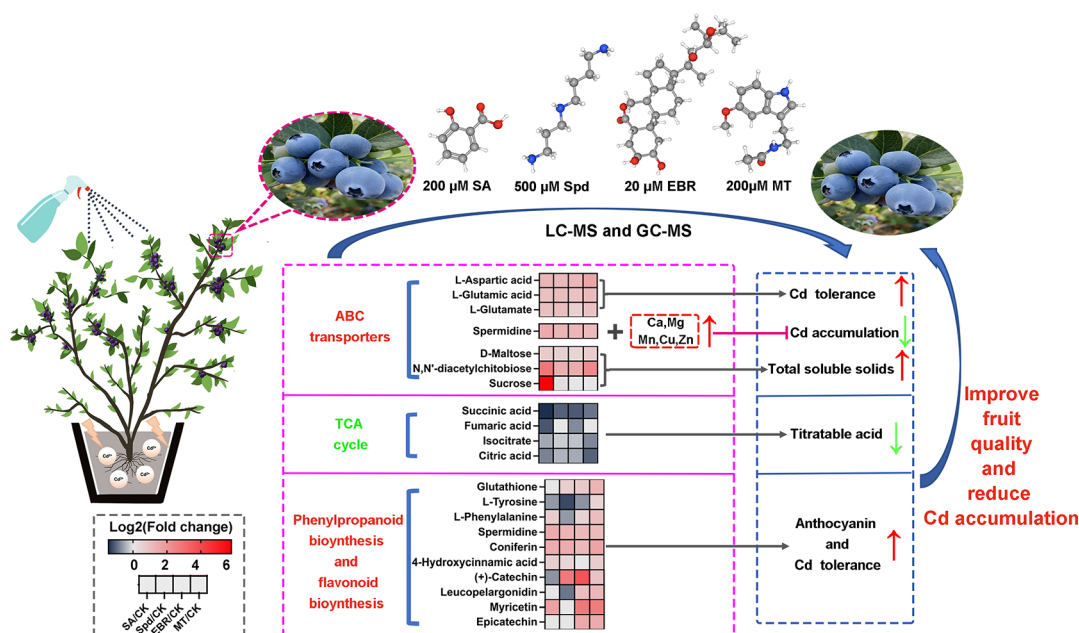 200 µM SA
500 µM Spd
20 µM EBR
200µM MT
LC-MS and GC-MS
ABC
transporters
L-Aspartic acid
L-Glutamic acid
L-Glutamate
Spermidine
D-Maltose
N,N'-diacetylchitobiose
Sucrose
+
Ca,Mg
Mn,Cu,Zn
Cd tolerance
Cd accumulation
Total soluble solids
TCA
cycle
Succinic acid
Fumaric acid
Isocitrate
Citric acid
Titratable acid
Phenylpropanoid
bioynthesis
and
flavonoid
bioynthesis
Glutathione
L-Tyrosine
L-Phenylalanine
Spermidine
Coniferin
4-Hydroxycinnamic acid
(+)-Catechin
Leucopelargonidin
Myricetin
Epicatechin
Anthocyanin
and
Cd tolerance
Improve
fruit
quality
and
reduce
Cd accumulation
Cd²⁺
Cd²⁺
Cd²⁺
Cd²⁺
Log2(Fold change)
0 2 4 6
SA/CK
Spd/CK
EBR/CK
MT/CK